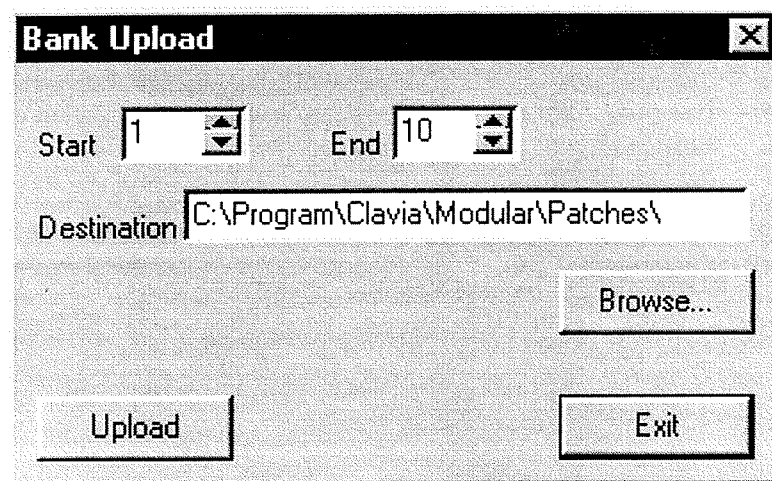 Bank Upload
Start 1 End 10
Destination C:\Program\Clavia\Modular\Patches\
Browse...
Upload Exit